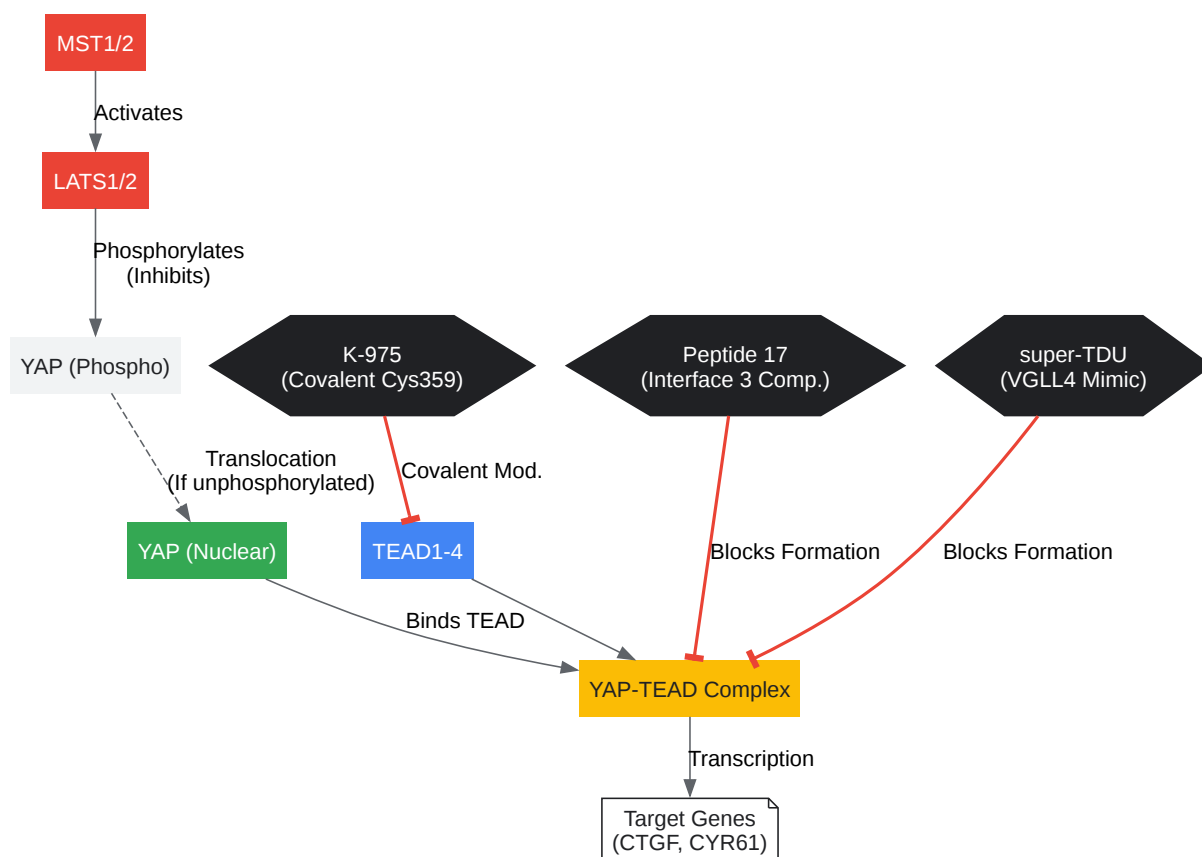 MST1/2
Activates
LATS1/2
Phosphorylates
(Inhibits)
YAP (Phospho)
K-975
(Covalent Cys359)
Peptide 17
(Interface 3 Comp.)
super-TDU
(VGLL4 Mimic)
Translocation
(If unphosphorylated)
Covalent Mod.
YAP (Nuclear)
TEAD1-4
Blocks Formation
Blocks Formation
Binds TEAD
YAP-TEAD Complex
Transcription
Target Genes
(CTGF, CYR61)